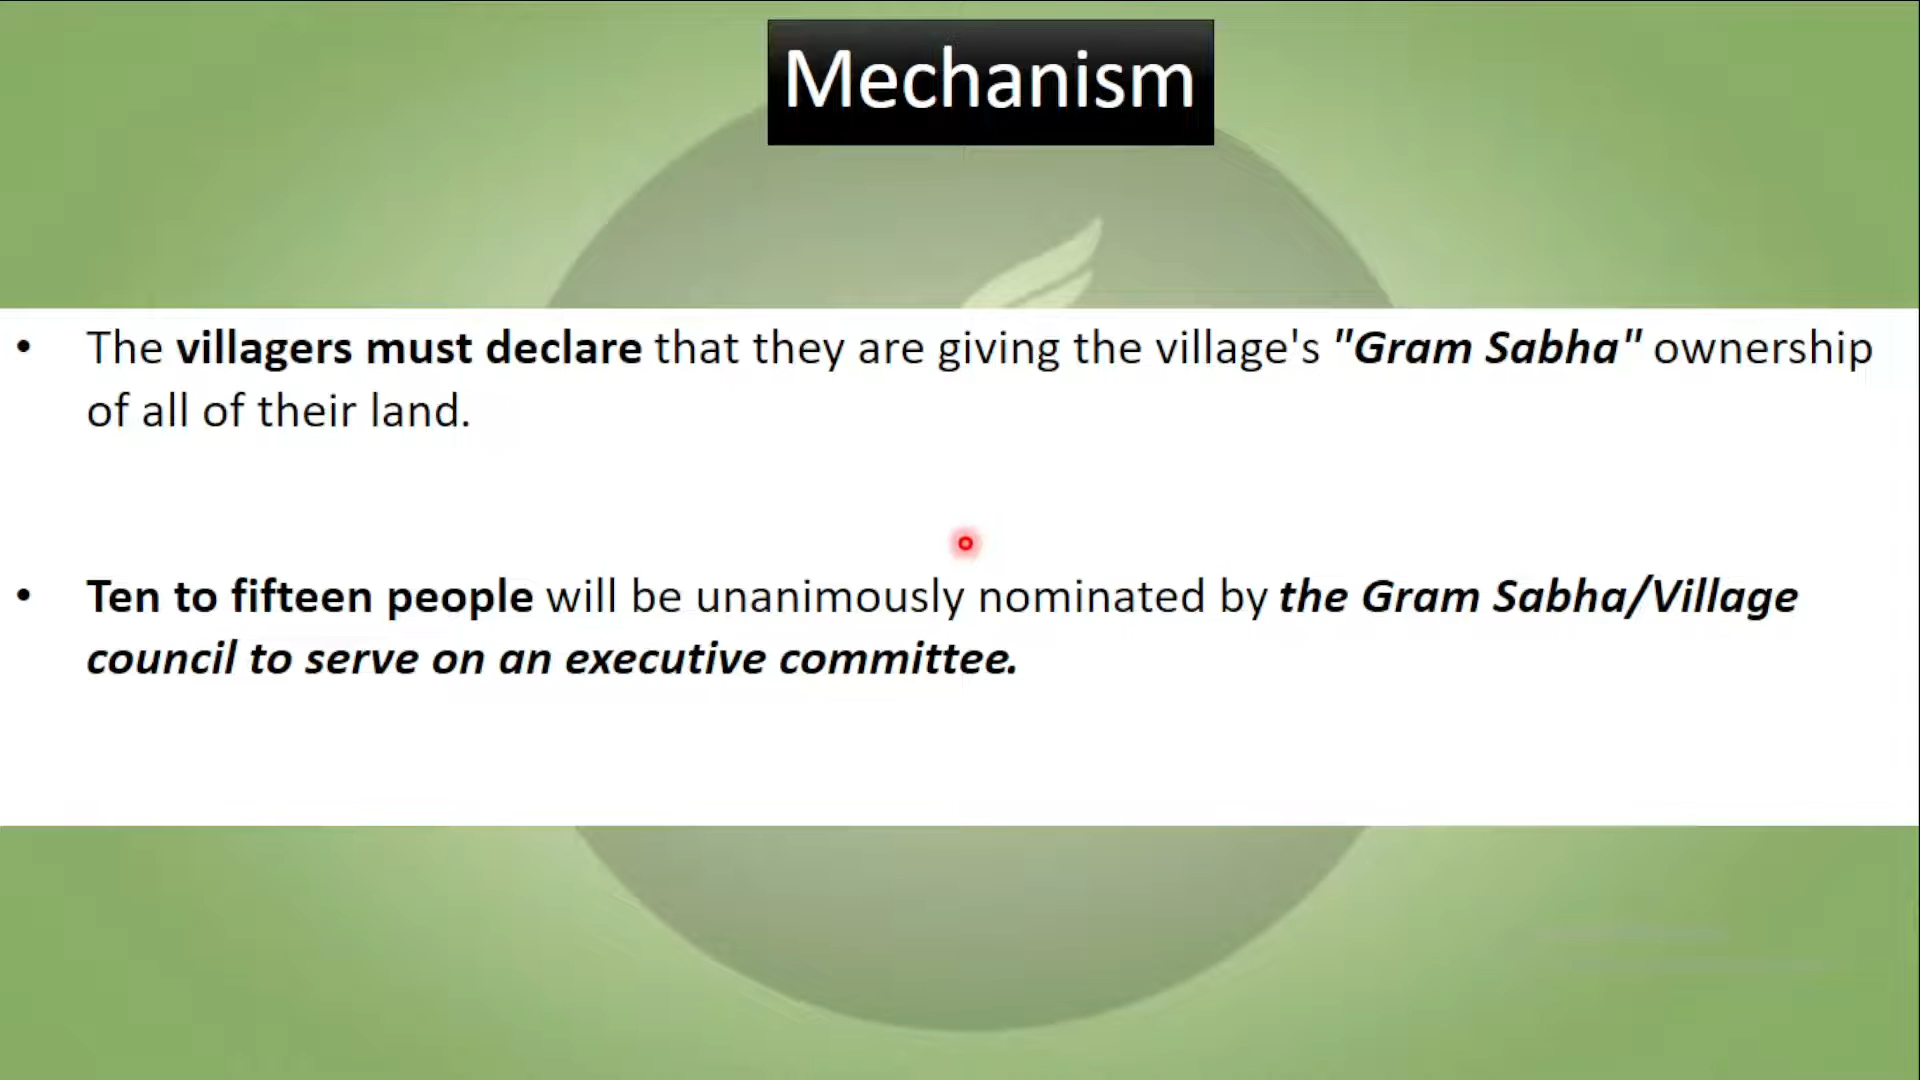 Mechanism
• The villagers must declare that they are giving the village's "Gram Sabha" ownership
of all of their land.
• Ten to fifteen people will be unanimously nominated by the Gram Sabha/Village
council to serve on an executive committee.